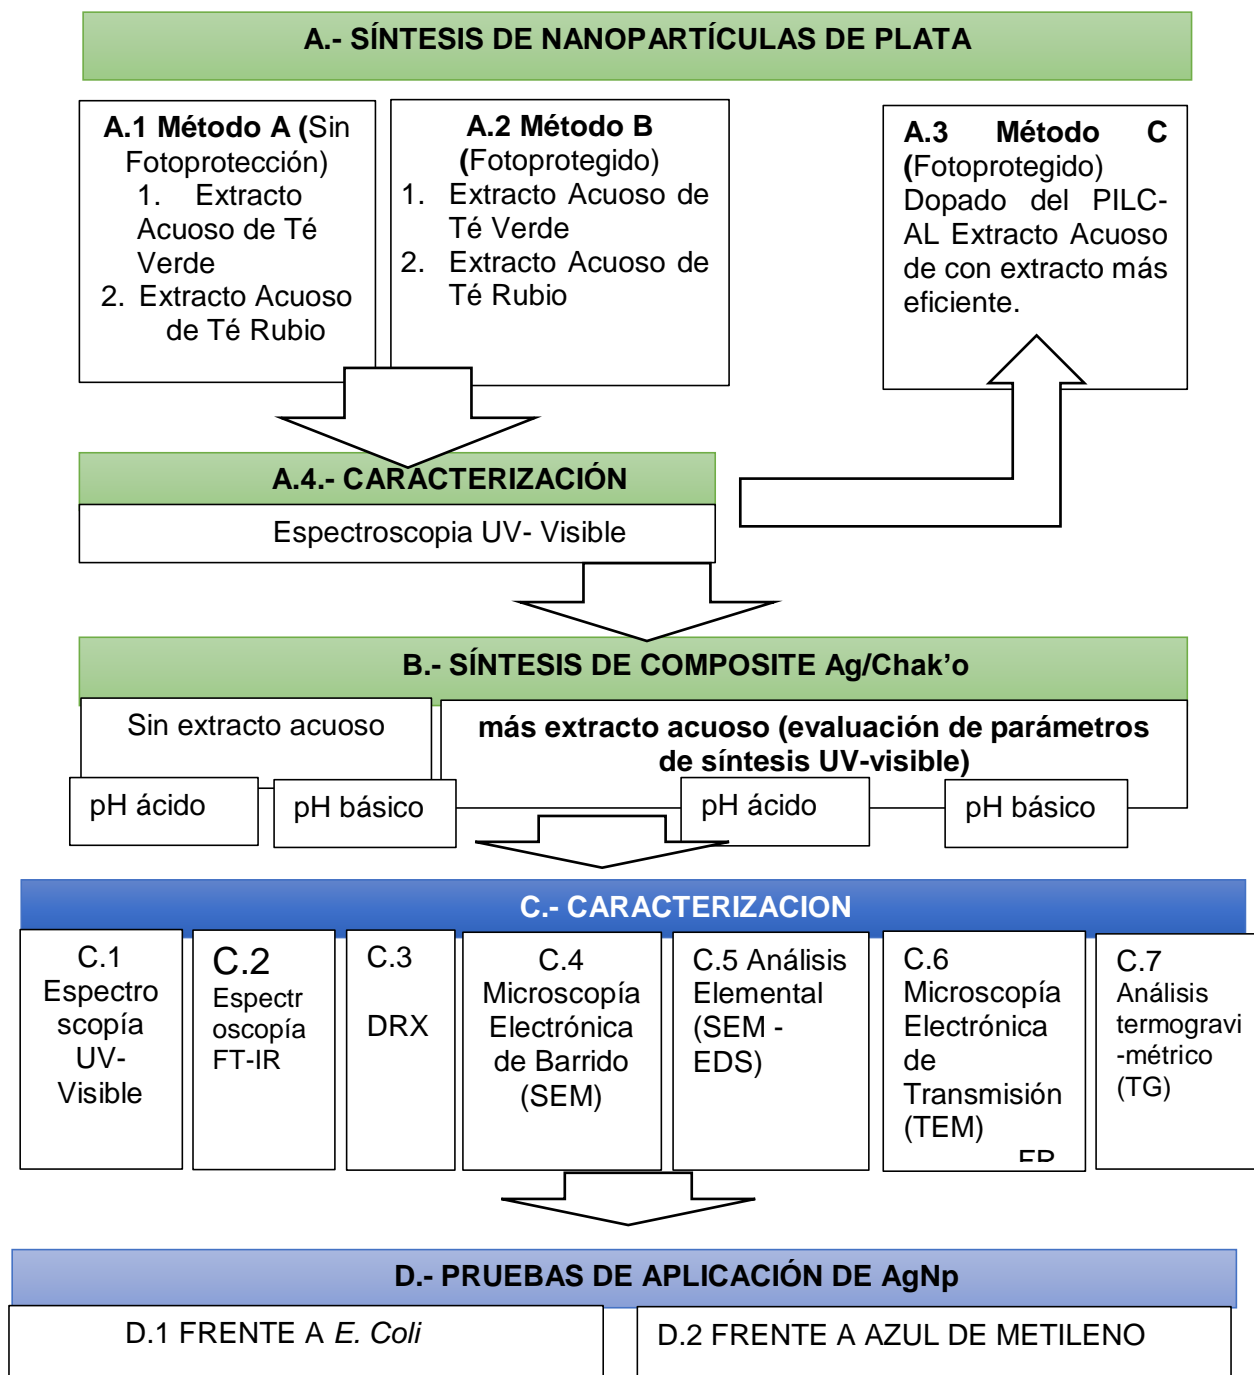 A.- SÍNTESIS DE NANOPARTÍCULAS DE PLATA
A.1 Método A (Sin
Fotoprotección)
1. Extracto
Acuoso de Té
Verde
2. Extracto Acuoso
de Té Rubio
A.2 Método B
(Fotoprotegido)
1. Extracto Acuoso de
Té Verde
2. Extracto Acuoso de
Té Rubio
A.3 Método C
(Fotoprotegido)
Dopado del PILC-
AL Extracto Acuoso
de con extracto más
eficiente.
A.4.- CARACTERIZACIÓN
Espectroscopia UV- Visible
B.- SÍNTESIS DE COMPOSITE Ag/Chak’o
Sin extracto acuoso
pH ácido
pH básico
más extracto acuoso (evaluación de parámetros
de síntesis UV-visible)
pH ácido
pH básico
C.- CARACTERIZACION
C.1
Espectro
scopía
UV-
Visible
C.2
Espectr
oscopía
FT-IR
C.3
DRX
C.4
Microscopía
Electrónica
de Barrido
(SEM)
C.5 Análisis
Elemental
(SEM -
EDS)
C.6
Microscopía
Electrónica
de
Transmisión
(TEM)
C.7
Análisis
termogravi
-métrico
(TG)
D.- PRUEBAS DE APLICACIÓN DE AgNp
D.1 FRENTE A E. Coli
D.2 FRENTE A AZUL DE METILENO